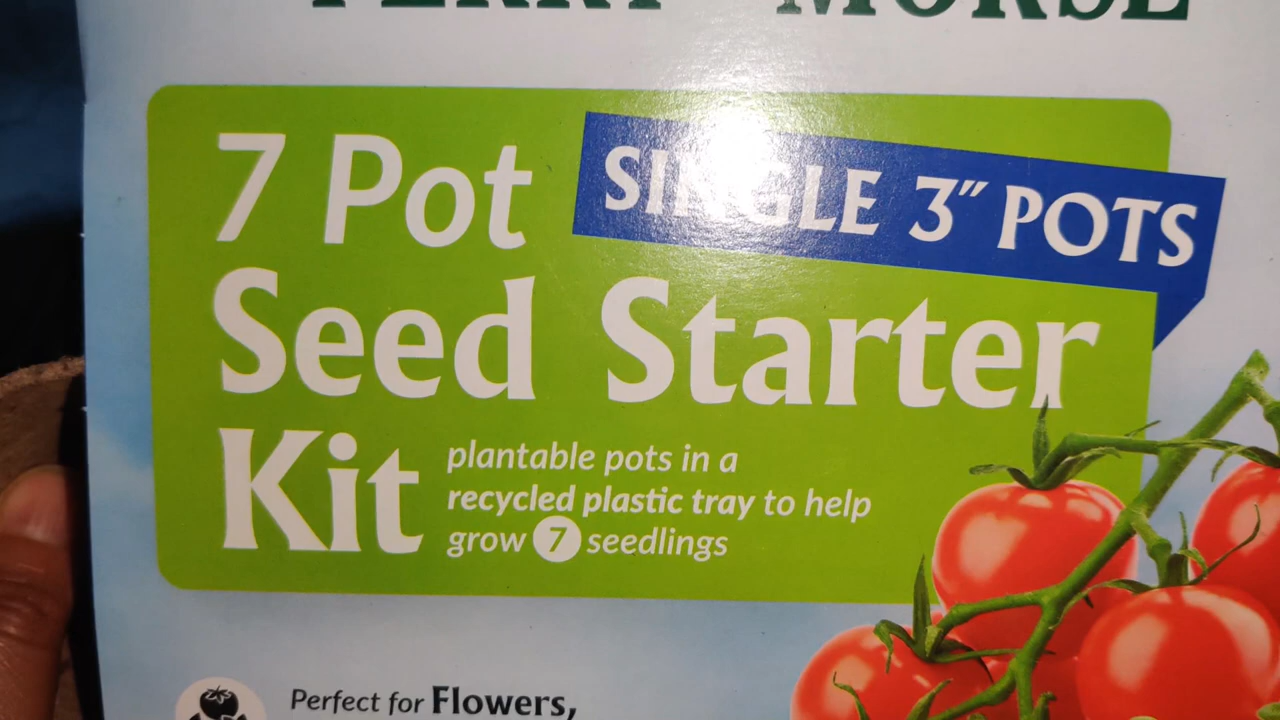 FERRY MORSE
7 Pot
SINGLE 3" POTS
Seed Starter
Kit
plantable pots in a
recycled plastic tray to help
grow 7 seedlings
Perfect for Flowers,